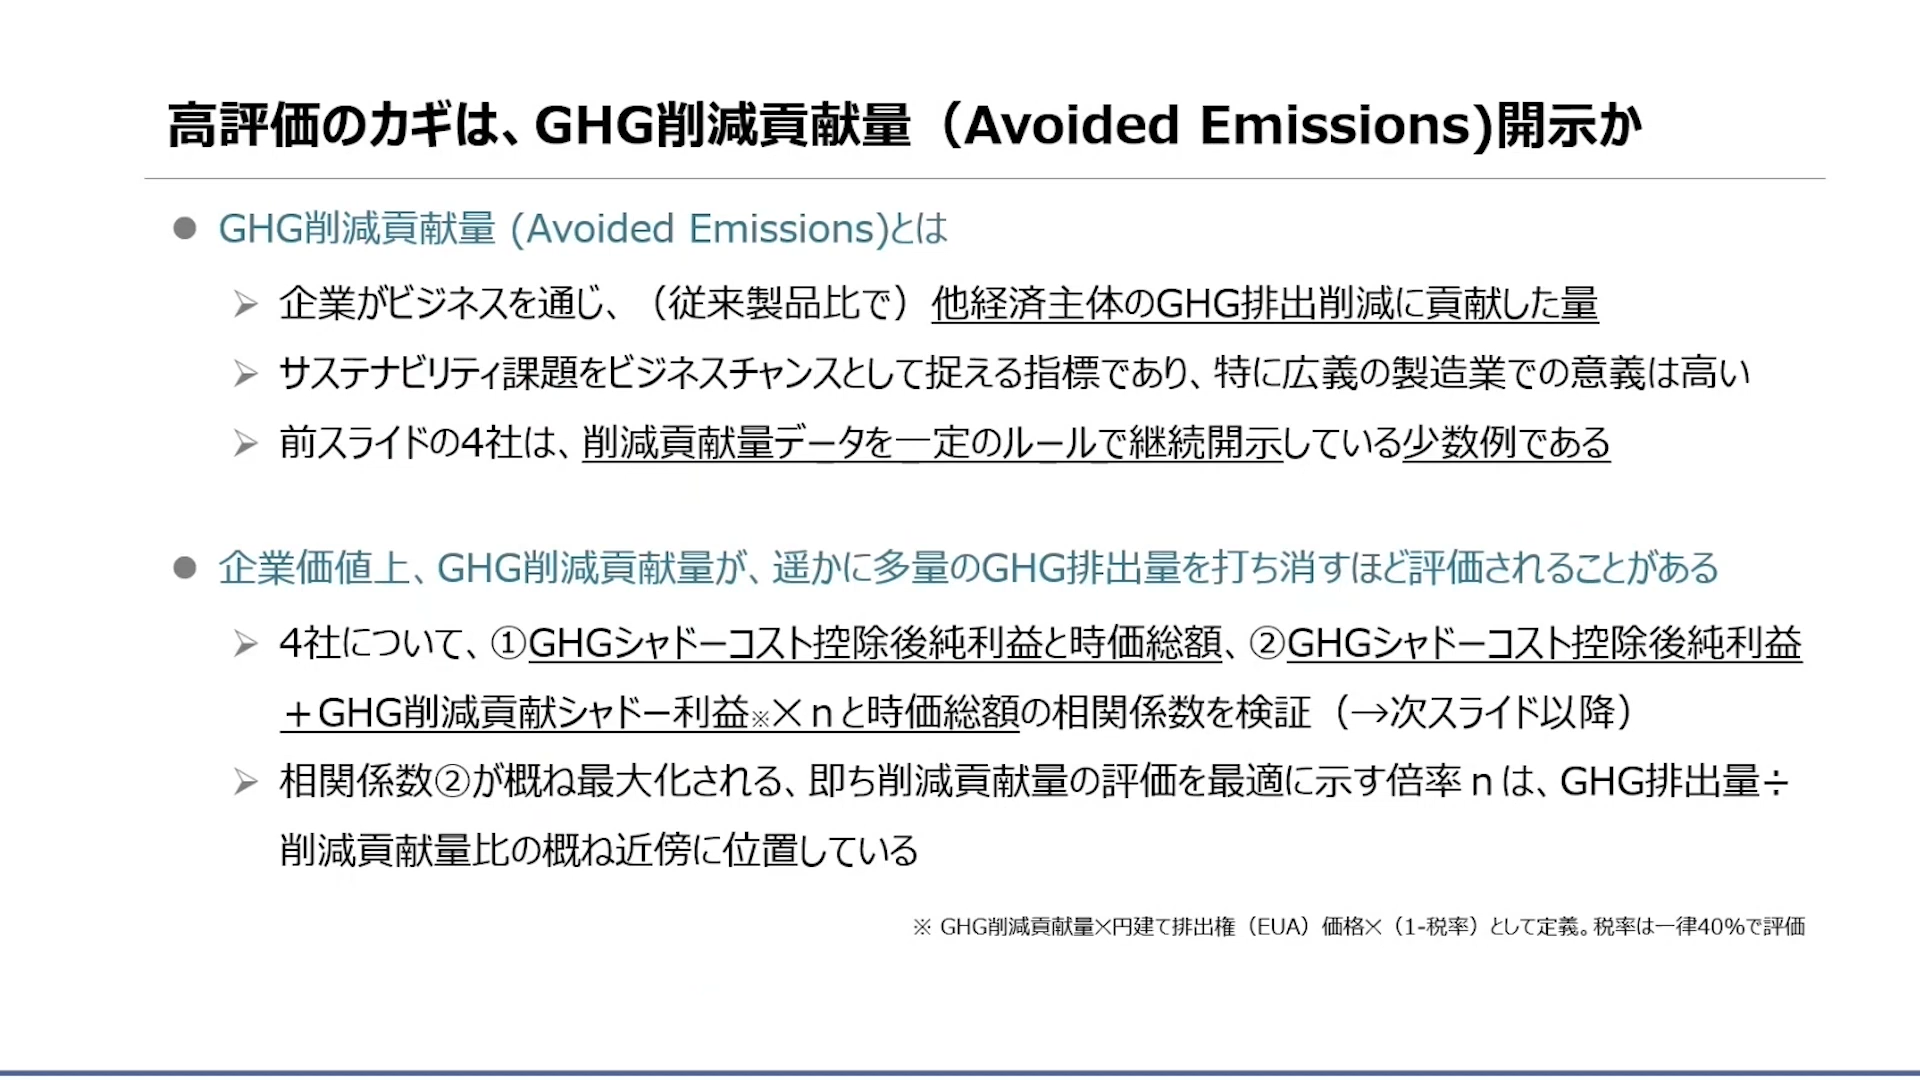 高評価のカギは、GHG削減貢献量（Avoided Emissions)開示か
● GHG削減貢献量 (Avoided Emissions)とは
➢ 企業がビジネスを通じ、（従来製品比で）他経済主体のGHG排出削減に貢献した量
➢ サステナビリティ課題をビジネスチャンスとして捉える指標であり、特に広義の製造業での意義は高い
➢ 前スライドの4社は、削減貢献量データを一定のルールで継続開示している少数例である
● 企業価値上、GHG削減貢献量が、遥かに多量のGHG排出量を打ち消すほど評価されることがある
➢ 4社について、①GHGシャドーコスト控除後純利益と時価総額、②GHGシャドーコスト控除後純利益
＋GHG削減貢献シャドー利益※×ｎと時価総額の相関係数を検証（→次スライド以降）
➢ 相関係数②が概ね最大化される、即ち削減貢献量の評価を最適に示す倍率ｎは、GHG排出量÷
削減貢献量比の概ね近傍に位置している
※ GHG削減貢献量×円建て排出権（EUA）価格×（1-税率）として定義。税率は一律40%で評価